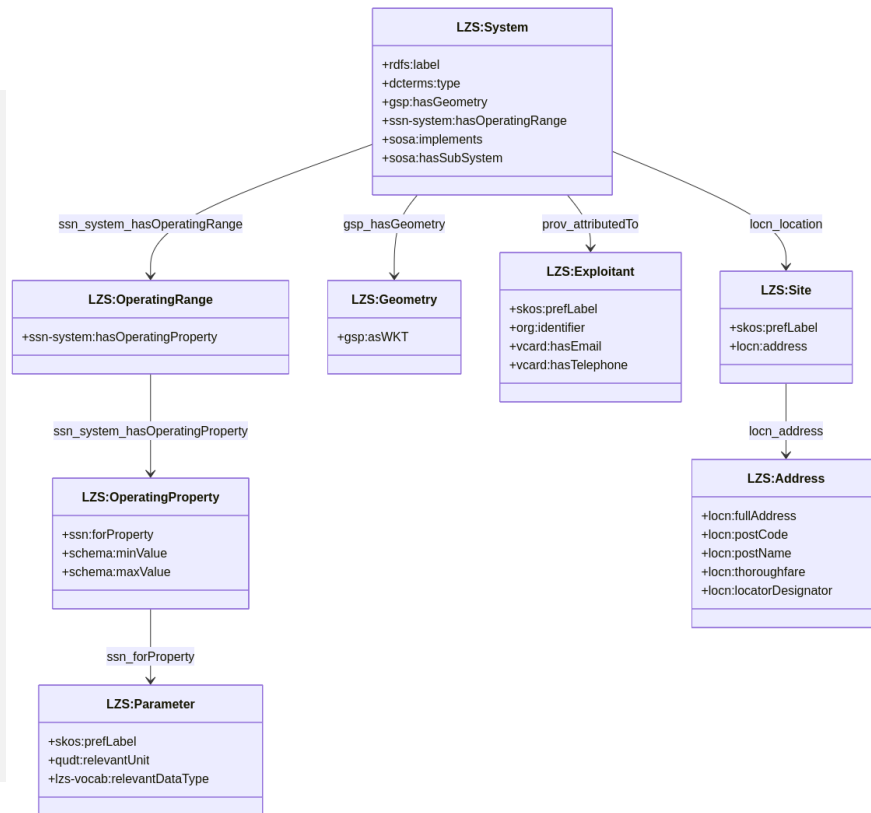 LZS:System
+rdfs:label
+dcterms:type
+gsp:hasGeometry
+ssn-system:hasOperatingRange
+sosa:implements
+sosa:hasSubSystem
ssn_system_hasOperatingRange
gsp_hasGeometry
prov_attributedTo
locn_location
LZS:OperatingRange
+ssn-system:hasOperatingProperty
LZS:Geometry
+gsp:asWKT
LZS:Exploitant
+skos:prefLabel
+org:identifier
+vcard:hasEmail
+vcard:hasTelephone
LZS:Site
+skos:prefLabel
+locn:address
ssn_system_hasOperatingProperty
locn_address
LZS:OperatingProperty
+ssn:forProperty
+schema:minValue
+schema:maxValue
LZS:Address
+locn:fullAddress
+locn:postCode
+locn:postName
+locn:thoroughfare
+locn:locatorDesignator
ssn_forProperty
LZS:Parameter
+skos:prefLabel
+qudt:relevantUnit
+lzs-vocab:relevantDataType